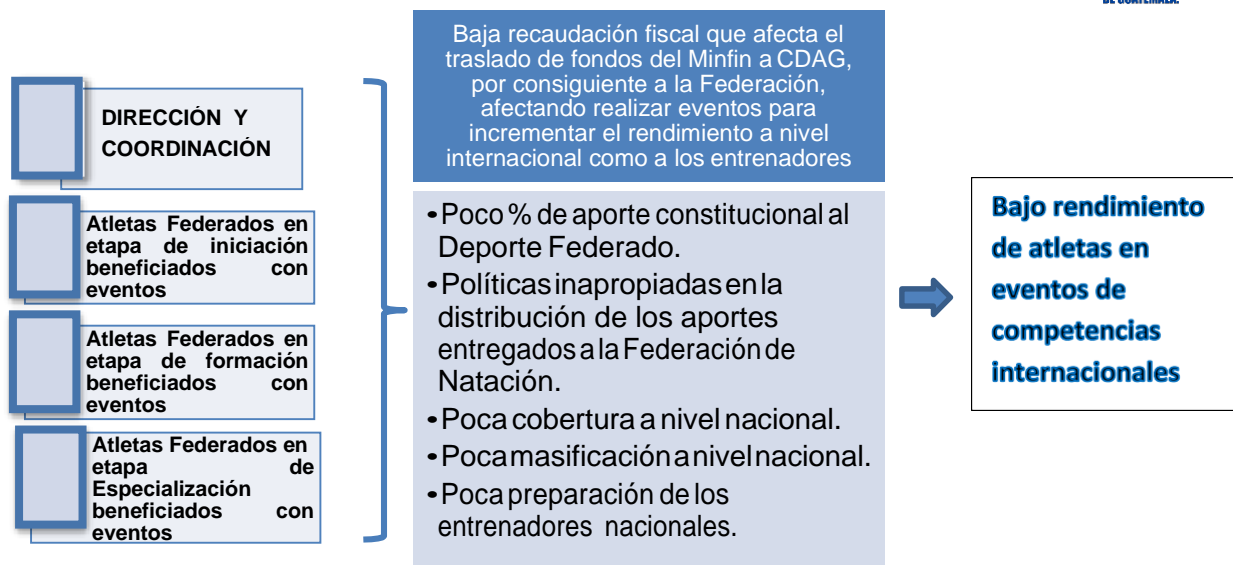 DE GUATEMALA.
DIRECCIÓN Y
COORDINACIÓN
Atletas Federados en
etapa de iniciación
beneficiados con
eventos
Atletas Federados en
etapa de formación
beneficiados con
eventos
Atletas Federados en
etapa de
Especialización
beneficiados con
eventos
Baja recaudación fiscal que afecta el
traslado de fondos del Minfin a CDAG,
por consiguiente a la Federación,
afectando realizar eventos para
incrementar el rendimiento a nivel
internacional como a los entrenadores
•Poco % de aporte constitucional al
Deporte Federado.
•Políticas inapropiadas en la
distribución de los aportes
entregados a la Federación de
Natación.
•Poca cobertura a nivel nacional.
•Poca masificación a nivel nacional.
•Poca preparación de los
entrenadores nacionales.
Bajo rendimiento
de atletas en
eventos de
competencias
internacionales